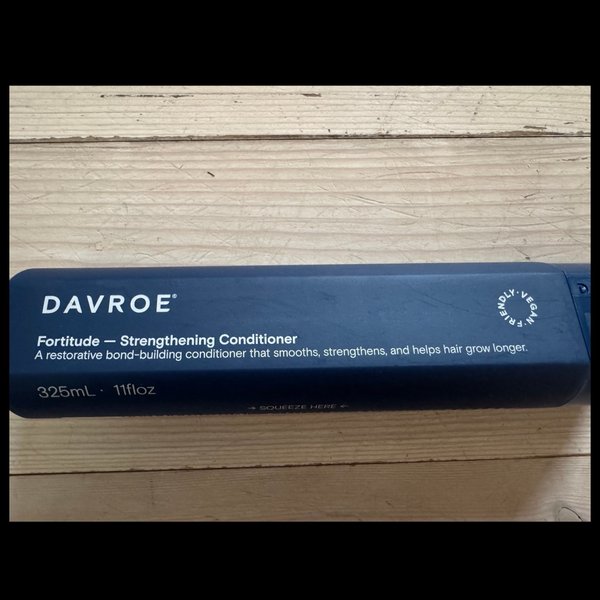 DAVROE®
Fortitude — Strengthening Conditioner
A restorative bond-building conditioner that smooths, strengthens, and helps hair grow longer.
325mL · 11floz
→ SQUEEZE HERE ←
FRIENDLY·VEGAN·